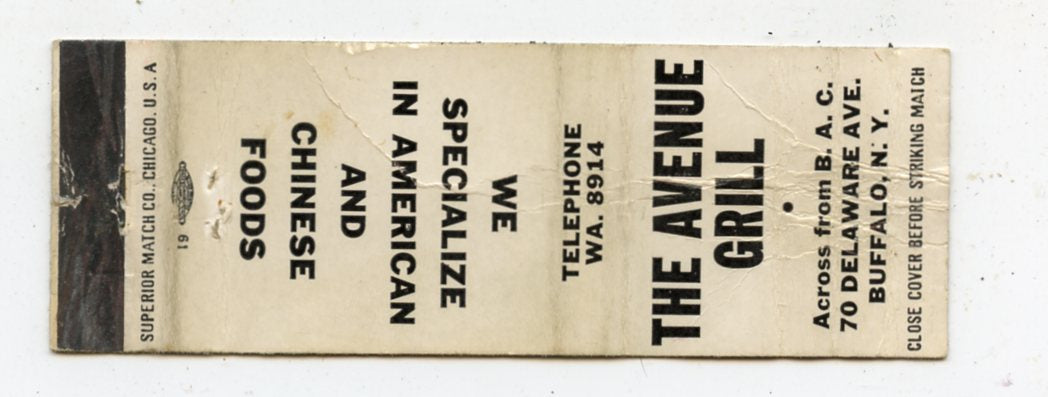 SUPERIOR MATCH CO., CHICAGO, U.S.A
19
WE
SPECIALIZE
IN AMERICAN
AND
CHINESE
FOODS
TELEPHONE
WA. 8914
THE AVENUE
GRILL
Across from B. A. C.
70 DELAWARE AVE.
BUFFALO, N. Y.
CLOSE COVER BEFORE STRIKING MATCH